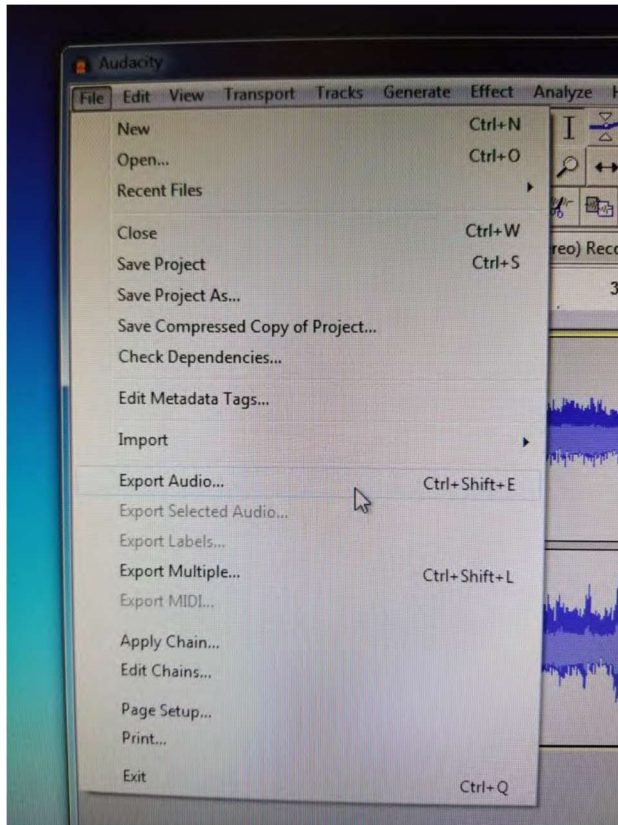 Audacity
File Edit View Transport Tracks Generate Effect Analyze
New Ctrl+N
Open... Ctrl+O
Recent Files
Close Ctrl+W
Save Project Ctrl+S
Save Project As...
Save Compressed Copy of Project...
Check Dependencies...
Edit Metadata Tags...
Import
Export Audio... Ctrl+Shift+E
Export Selected Audio...
Export Labels...
Export Multiple... Ctrl+Shift+L
Export MIDI...
Apply Chain...
Edit Chains...
Page Setup...
Print...
Exit Ctrl+Q
reo) Reco
3